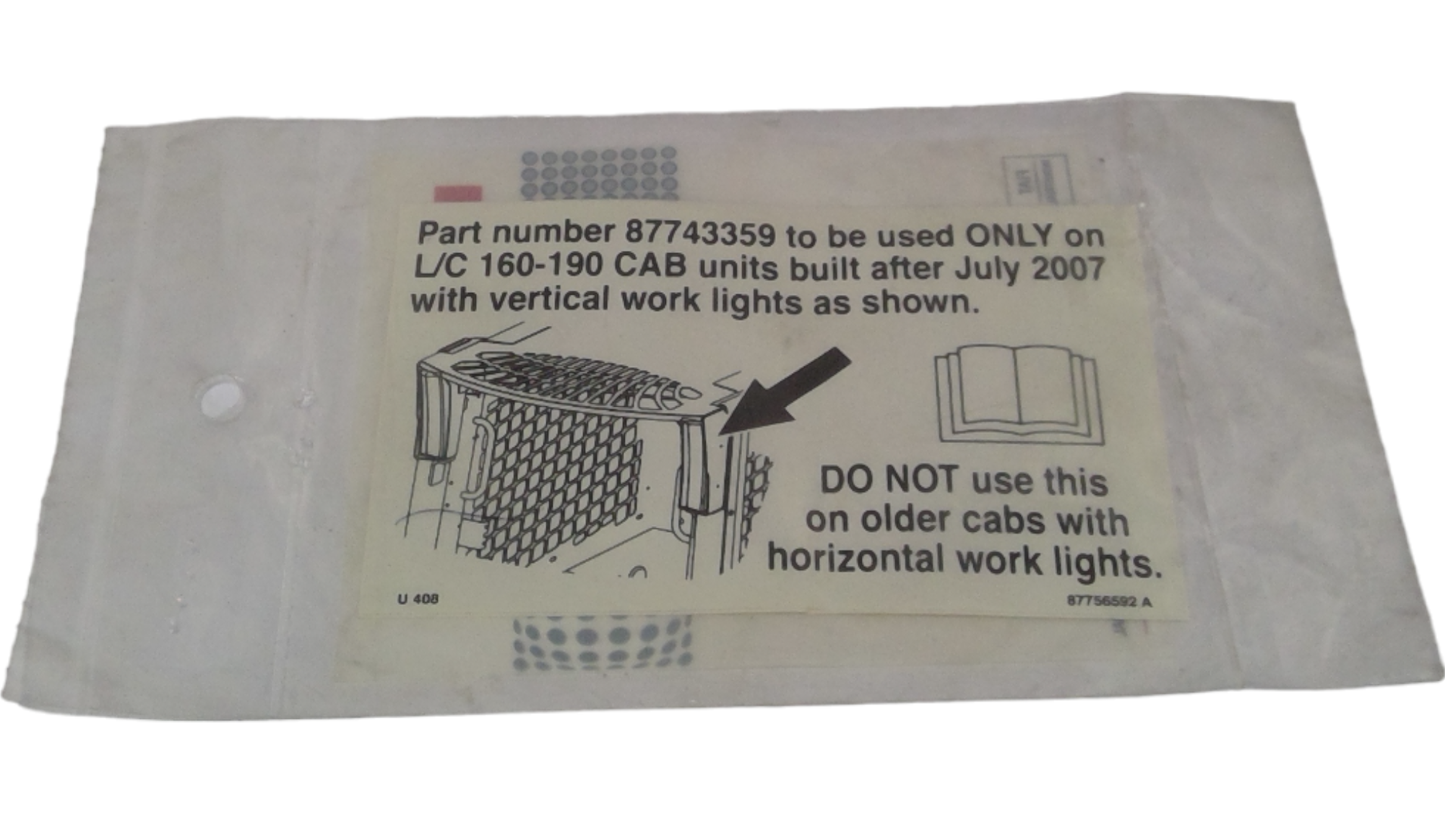 Part number 87743359 to be used ONLY on
L/C 160-190 CAB units built after July 2007
with vertical work lights as shown.
DO NOT use this
on older cabs with
horizontal work lights.
U 408
87756592 A